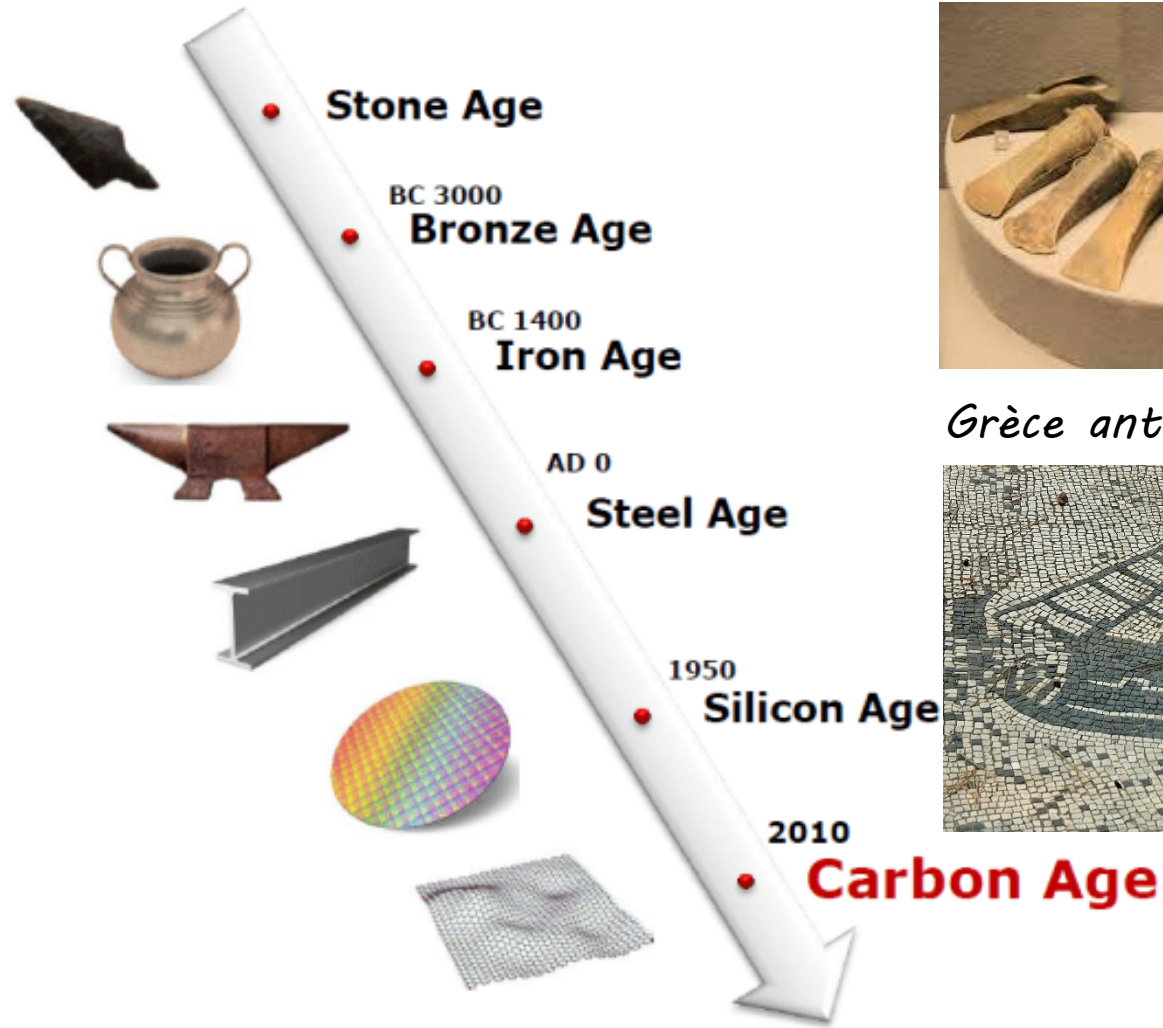 Stone Age
BC 3000
Bronze Age
BC 1400
Iron Age
AD 0
Steel Age
1950
Silicon Age
2010
Carbon Age
Grèce ant